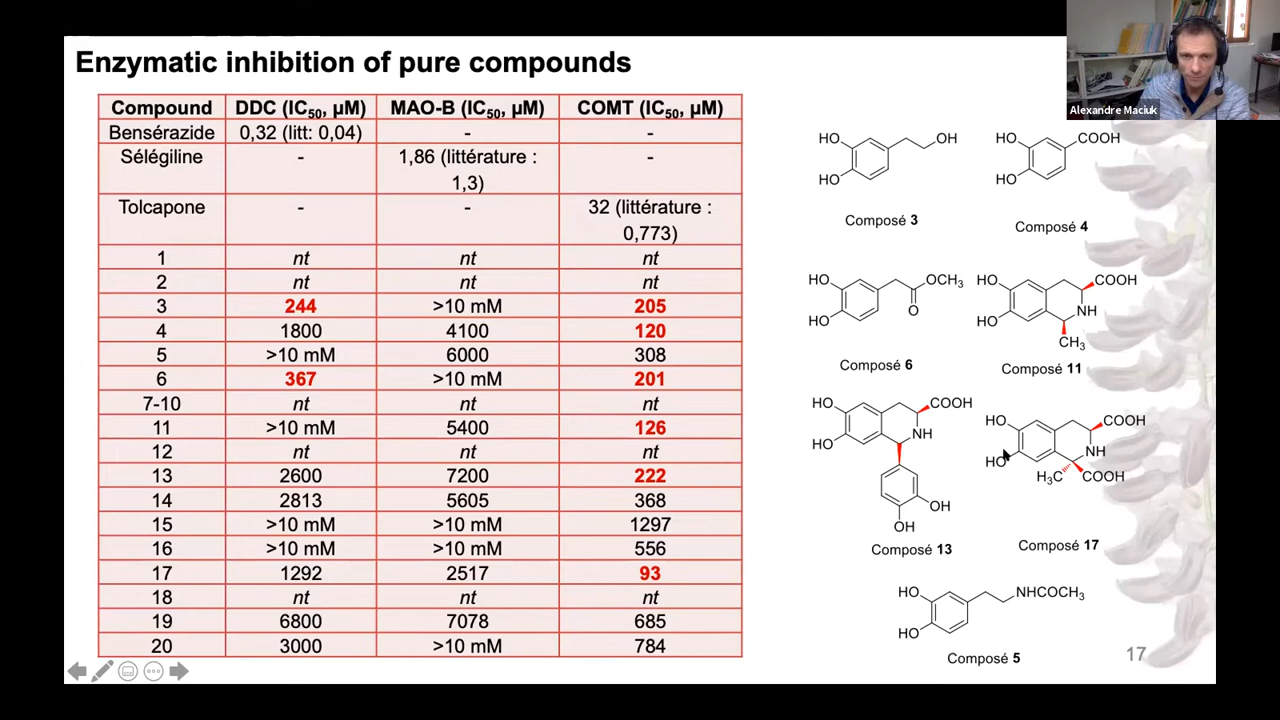 Enzymatic inhibition of pure compounds
Alexandre Maciuk
Compound DDC (IC50, µM) MAO-B (IC50, µM) COMT (IC50, µM)
Bensérazide 0,32 (litt: 0,04) - -
Sélégiline - 1,86 (littérature : -
1,3)
Tolcapone - - 32 (littérature :
0,773)
1 nt nt nt
2 nt nt nt
3 244 >10 mM 205
4 1800 4100 120
5 >10 mM 6000 308
6 367 >10 mM 201
7-10 nt nt nt
11 >10 mM 5400 126
12 nt nt nt
13 2600 7200 222
14 2813 5605 368
15 >10 mM >10 mM 1297
16 >10 mM >10 mM 556
17 1292 2517 93
18 nt nt nt
19 6800 7078 685
20 3000 >10 mM 784
HO OH
HO
Composé 3
HO COOH
HO
Composé 4
HO OCH3
HO O
Composé 6
HO COOH
NH
HO
CH3
Composé 11
HO COOH
HO NH
OH
OH
Composé 13
HO COOH
NH
HO
H3C COOH
Composé 17
HO NHCOCH3
HO
Composé 5
17